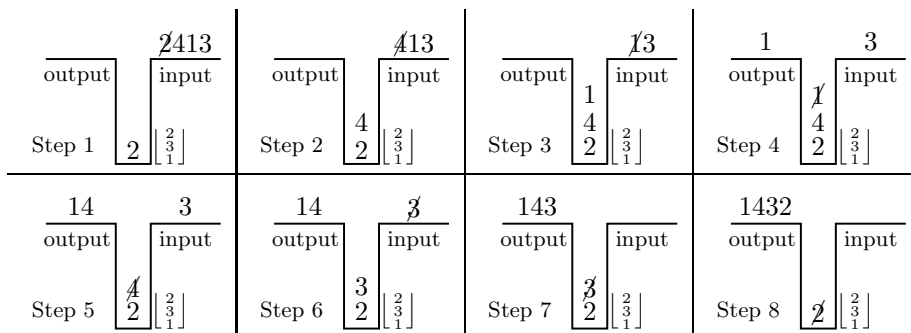 2413
output input
Step 1 2 2 3 1
413
output input
Step 2 4 2 2 3 1
13
output input
Step 3 1 4 2 2 3 1
1 3
output input
Step 4 1 4 2 2 3 1
14 3
output input
Step 5 4 2 2 3 1
14 3
output input
Step 6 3 2 2 3 1
143
output input
Step 7 3 2 2 3 1
1432
output input
Step 8 2 2 3 1